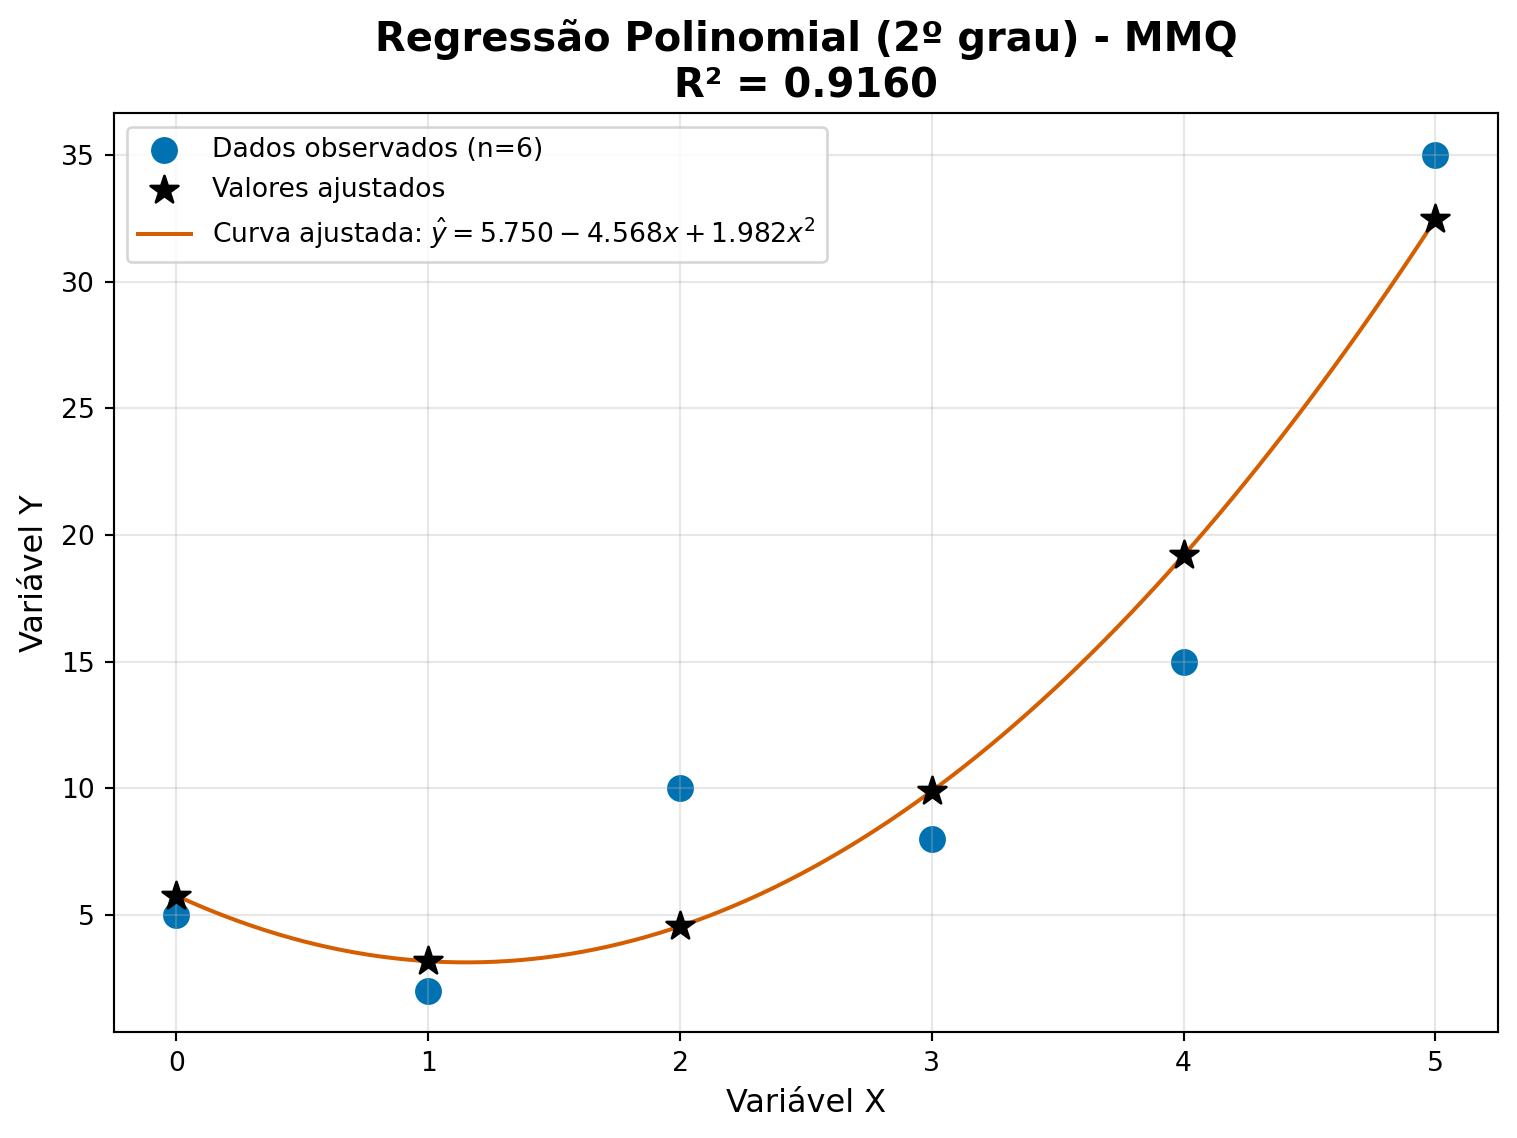 Regressão Polinomial (2º grau) - MMQ
R² = 0.9160
Dados observados (n=6)
Valores ajustados
Curva ajustada: ŷ = 5.750 − 4.568x + 1.982x²
35
30
25
20
15
10
5
Variável Y
0 1 2 3 4 5
Variável X